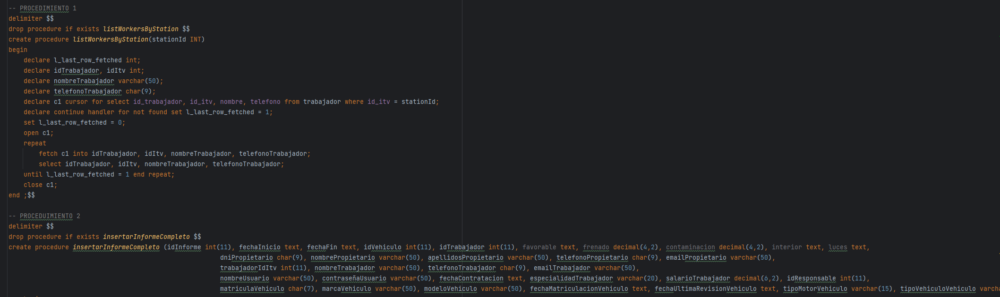 -- PROCEDIMIENTO 1
delimiter $$
drop procedure if exists listWorkersByStation $$
create procedure listWorkersByStation(stationId INT)
begin
    declare l_last_row_fetched int;
    declare idTrabajador, idItv int;
    declare nombreTrabajador varchar(50);
    declare telefonoTrabajador char(9);
    declare c1 cursor for select id_trabajador, id_itv, nombre, telefono from trabajador where id_itv = stationId;
    declare continue handler for not found set l_last_row_fetched = 1;
    set l_last_row_fetched = 0;
    open c1;
    repeat
        fetch c1 into idTrabajador, idItv, nombreTrabajador, telefonoTrabajador;
        select idTrabajador, idItv, nombreTrabajador, telefonoTrabajador;
    until l_last_row_fetched = 1 end repeat;
    close c1;
end ;$$

-- PROCEDUIMIENTO 2
delimiter $$
drop procedure if exists insertarInformeCompleto $$
create procedure insertarInformeCompleto (idInforme int(11), fechaInicio text, fechaFin text, idVehiculo int(11), idTrabajador int(11), favorable text, frenado decimal(4,2), contaminacion decimal(4,2), interior text, luces text,
dniPropietario char(9), nombrePropietario varchar(50), apellidosPropietario varchar(50), telefonoPropietario char(9), emailPropietario varchar(50),
trabajadorIdItv int(11), nombreTrabajador varchar(50), telefonoTrabajador char(9), emailTrabajador varchar(50),
nombreUsuario varchar(50), contraseñaUsuario varchar(50), fechaContratacion text, especialidadTrabajador varchar(20), salarioTrabajador decimal(6,2), idResponsable int(11),
matriculaVehiculo char(7), marcaVehiculo varchar(50), modeloVehiculo varchar(50), fechaMatriculacionVehiculo text, fechaUltimaRevisionVehiculo text, tipoMotorVehiculo varchar(15), tipoVehiculoVehiculo